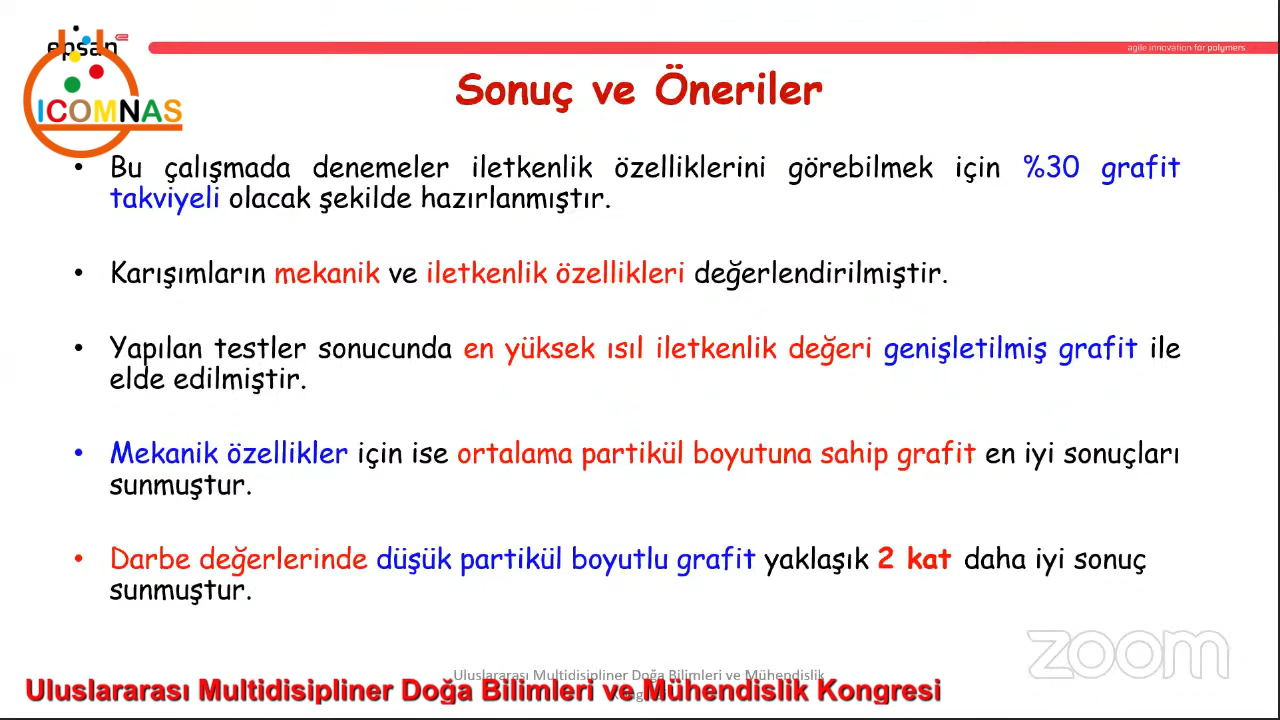 epsan
agile innovation for polymers
ICOMNAS
Sonuç ve Öneriler
• Bu çalışmada denemeler iletkenlik özelliklerini görebilmek için %30 grafit
takviyeli olacak şekilde hazırlanmıştır.
• Karışımların mekanik ve iletkenlik özellikleri değerlendirilmiştir.
• Yapılan testler sonucunda en yüksek ısıl iletkenlik değeri genişletilmiş grafit ile
elde edilmiştir.
• Mekanik özellikler için ise ortalama partikül boyutuna sahip grafit en iyi sonuçları
sunmuştur.
• Darbe değerlerinde düşük partikül boyutlu grafit yaklaşık 2 kat daha iyi sonuç
sunmuştur.
zoom
Uluslararası Multidisipliner Doğa Bilimleri ve Mühendislik
Uluslararası Multidisipliner Doğa Bilimleri ve Mühendislik Kongresi